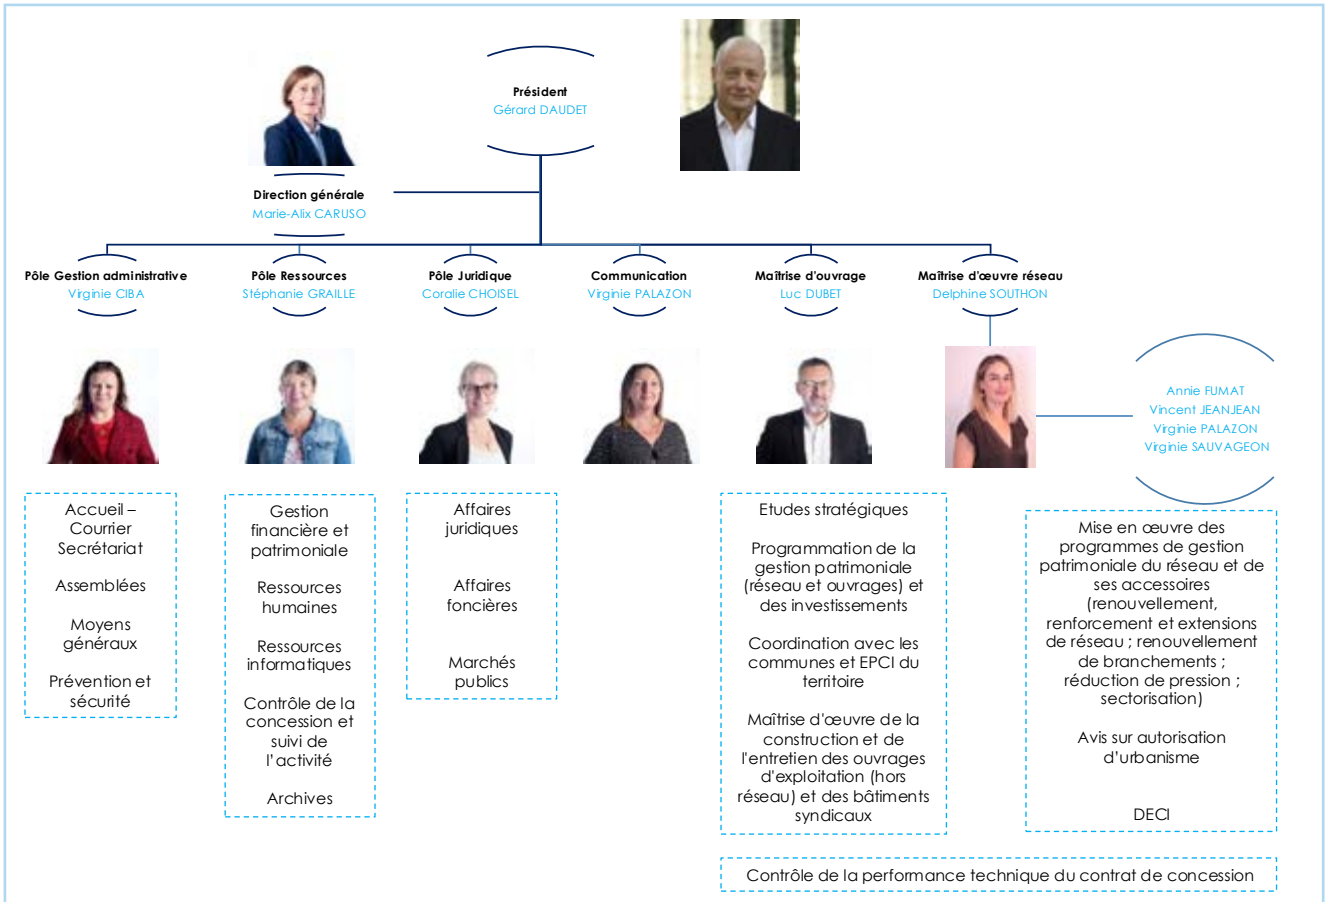 Président
Gérard DAUDET
Direction générale
Marie-Alix CARUSO
Pôle Gestion administrative
Virginie CIBA
Pôle Ressources
Stéphanie GRAILLE
Pôle Juridique
Coralie CHOISEL
Communication
Virginie PALAZON
Maîtrise d'ouvrage
Luc DUBET
Maîtrise d'œuvre réseau
Delphine SOUTHON
Annie FUMAT
Vincent JEANJEAN
Virginie PALAZON
Virginie SAUVAGEON
Accueil –
Courrier
Secrétariat
Assemblées
Moyens
généraux
Prévention et
sécurité
Gestion
financière et
patrimoniale
Ressources
humaines
Ressources
informatiques
Contrôle de la
concession et
suivi de
l'activité
Archives
Affaires
juridiques
Affaires
foncières
Marchés
publics
Etudes stratégiques
Programmation de la
gestion patrimoniale
(réseau et ouvrages) et
des investissements
Coordination avec les
communes et EPCI du
territoire
Maîtrise d'œuvre de la
construction et de
l'entretien des ouvrages
d'exploitation (hors
réseau) et des bâtiments
syndicaux
Mise en œuvre des
programmes de gestion
patrimoniale du réseau et de
ses accessoires
(renouvellement,
renforcement et extensions
de réseau ; renouvellement
de branchements ;
réduction de pression ;
sectorisation)
Avis sur autorisation
d'urbanisme
DECI
Contrôle de la performance technique du contrat de concession